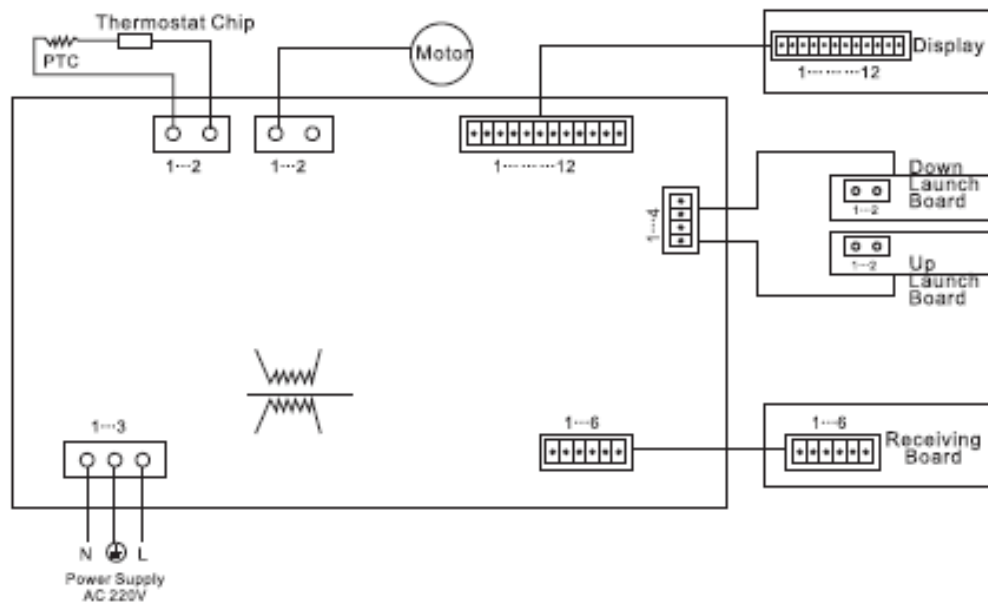 Thermostat Chip
PTC
Motor
Display
1···· ··· ···12
1···2
1···2
1···· ··· ···12
1···4
Down
Launch
Board
1···2
1···2
Up
Launch
Board
1···3
1···6
1···6
Receiving
Board
N L
Power Supply
AC 220V